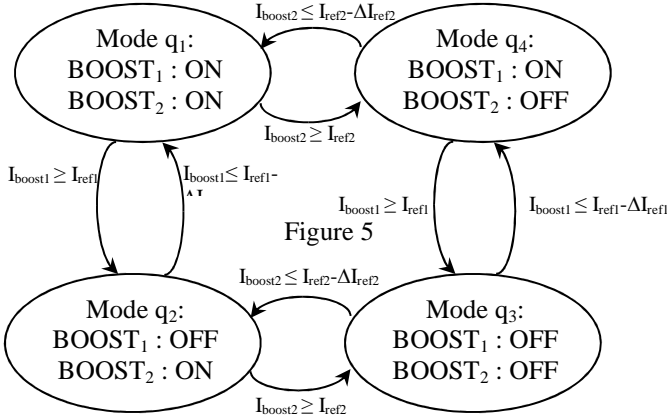 I_boost2 ≤ I_ref2-ΔI_ref2
Mode q₁:
BOOST₁ : ON
BOOST₂ : ON
Mode q₄:
BOOST₁ : ON
BOOST₂ : OFF
I_boost2 ≥ I_ref2
I_boost1 ≥ I_ref1
I_boost1 ≤ I_ref1-
I_boost1 ≥ I_ref1
I_boost1 ≤ I_ref1-ΔI_ref1
Figure 5
I_boost2 ≤ I_ref2-ΔI_ref2
Mode q₂:
BOOST₁ : OFF
BOOST₂ : ON
Mode q₃:
BOOST₁ : OFF
BOOST₂ : OFF
I_boost2 ≥ I_ref2